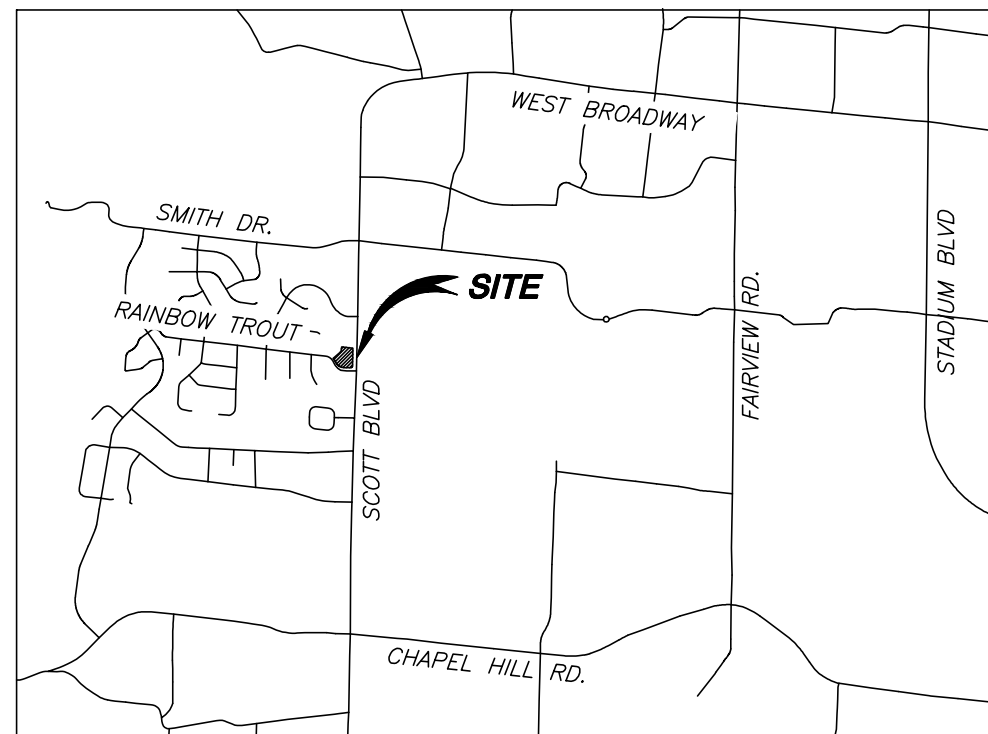 WEST BROADWAY
SMITH DR.
SITE
RAINBOW TROUT
FAIRVIEW RD.
STADIUM BLVD
SCOTT BLVD
CHAPEL HILL RD.